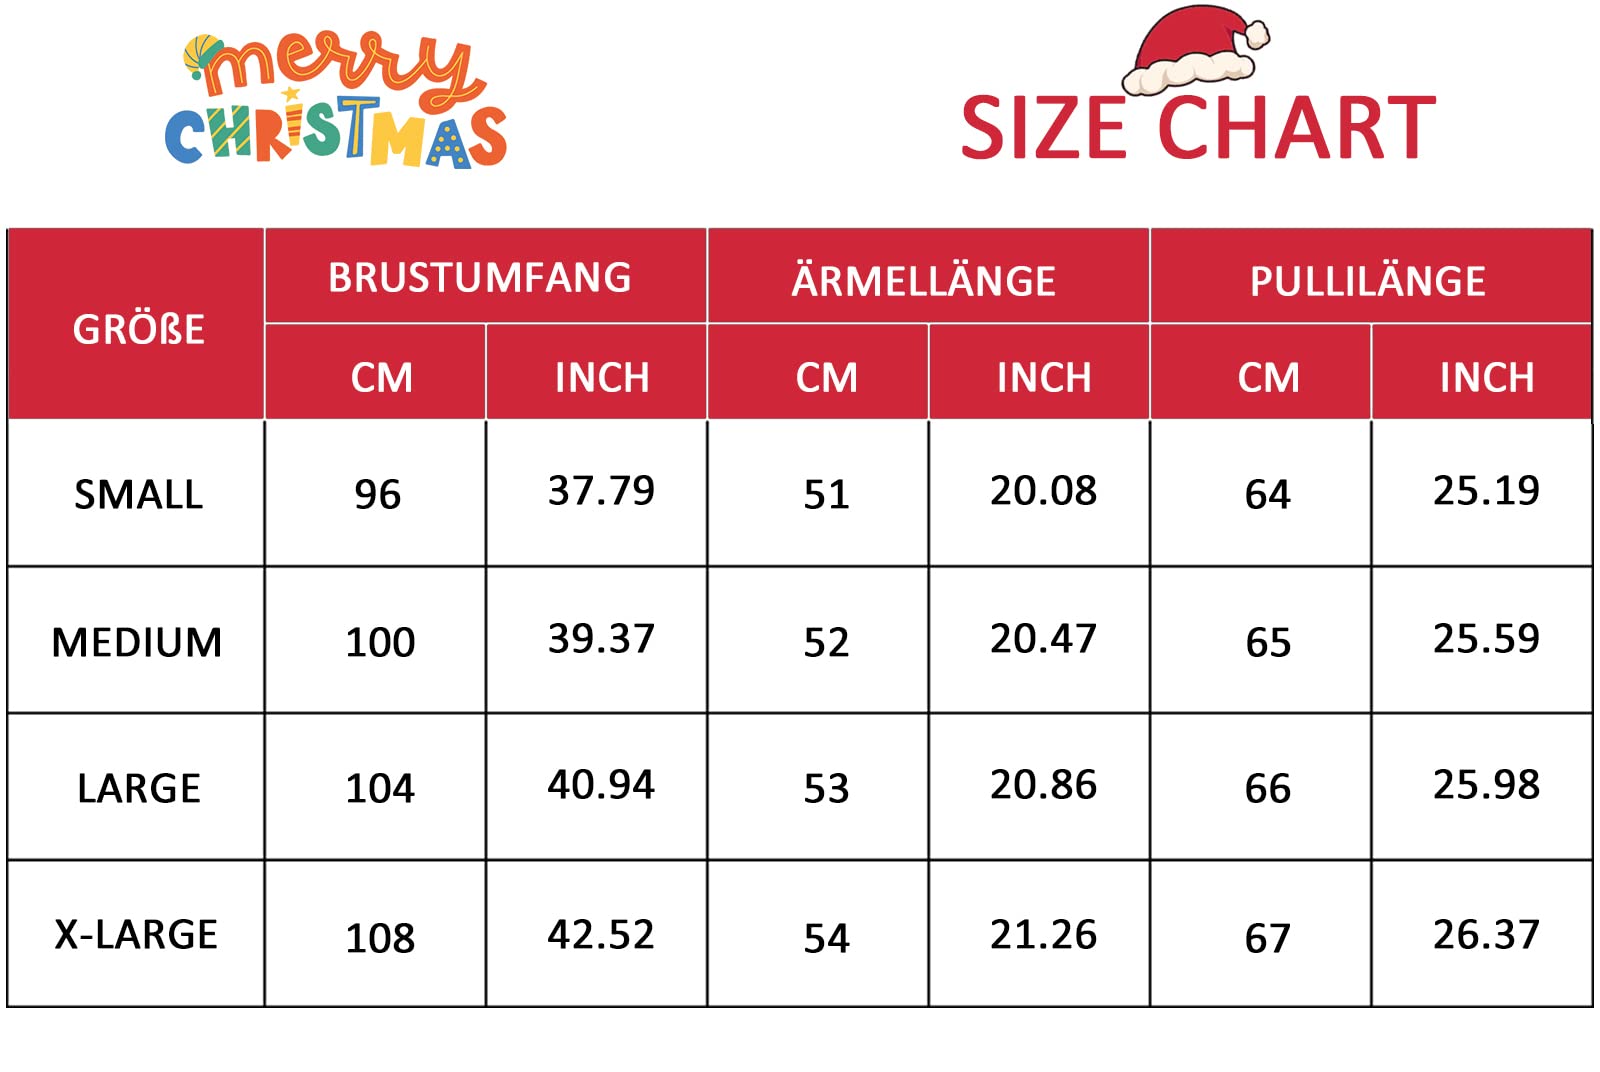 merry
CHRISTMAS
SIZE CHART
GRÖßE BRUSTUMFANG ÄRMELLÄNGE PULLILÄNGE
CM INCH CM INCH CM INCH
SMALL 96 37.79 51 20.08 64 25.19
MEDIUM 100 39.37 52 20.47 65 25.59
LARGE 104 40.94 53 20.86 66 25.98
X-LARGE 108 42.52 54 21.26 67 26.37